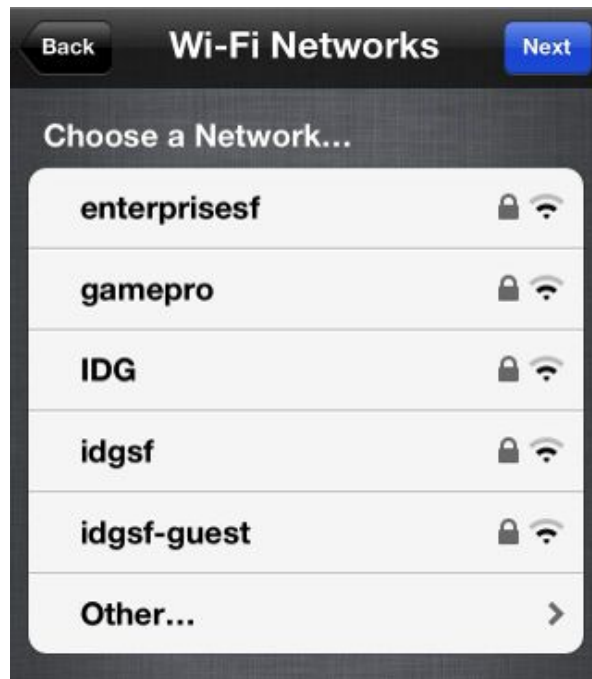 Back Wi-Fi Networks Next
Choose a Network...
enterprisesf
gamepro
IDG
idgsf
idgsf-guest
Other...